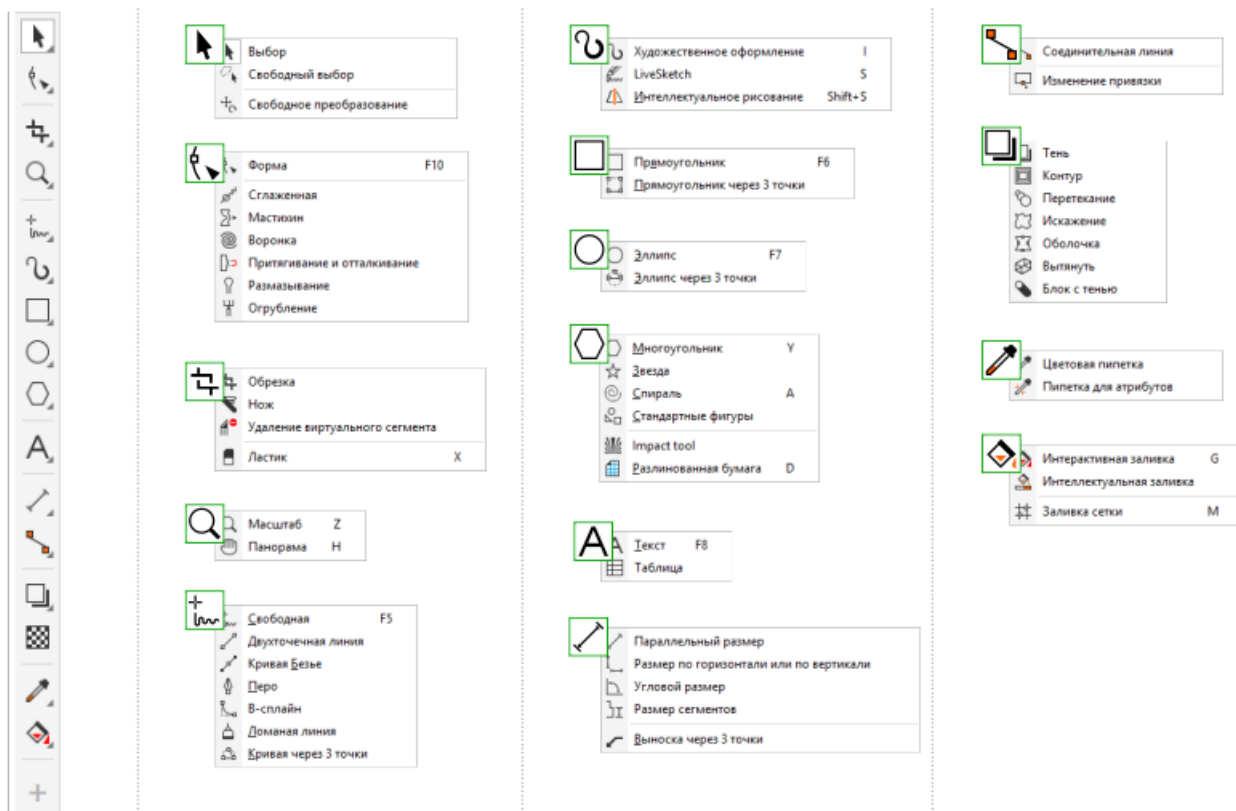 Выбор
Свободный выбор
Свободное преобразование
Форма F10
Сглаженная
Мастихин
Воронка
Притягивание и отталкивание
Размазывание
Огрубление
Обрезка
Нож
Удаление виртуального сегмента
Ластик X
Масштаб Z
Панорама H
Свободная F5
Двухточечная линия
Кривая Безье
Перо
В-сплайн
Ломаная линия
Кривая через 3 точки
Художественное оформление I
LiveSketch S
Интеллектуальное рисование Shift+S
Прямоугольник F6
Прямоугольник через 3 точки
Эллипс F7
Эллипс через 3 точки
Многоугольник Y
Звезда
Спираль A
Стандартные фигуры
Impact tool
Разлинованная бумага D
Текст F8
Таблица
Параллельный размер
Размер по горизонтали или по вертикали
Угловой размер
Размер сегментов
Выноска через 3 точки
Соединительная линия
Изменение привязки
Тень
Контур
Перетекание
Искажение
Оболочка
Вытянуть
Блок с тенью
Цветовая пипетка
Пипетка для атрибутов
Интерактивная заливка G
Интеллектуальная заливка
Заливка сетки M